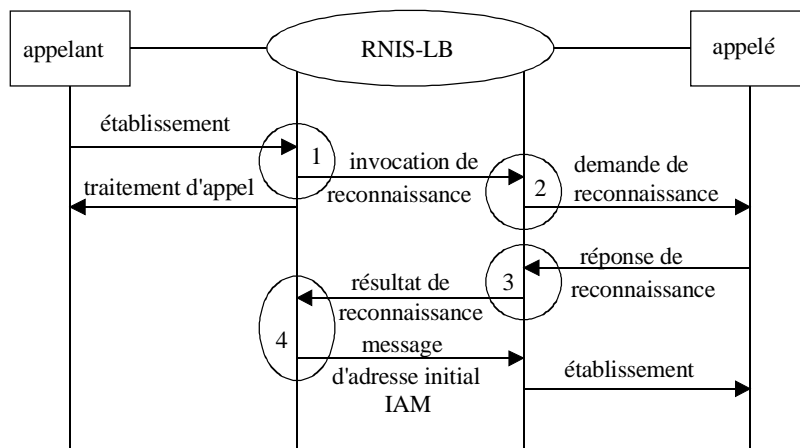 appelant
RNIS-LB
appelé
établissement
1
invocation de
reconnaissance
demande de
reconnaissance
2
traitement d'appel
réponse de
reconnaissance
3
résultat de
reconnaissance
4
message
d'adresse initial
IAM
établissement